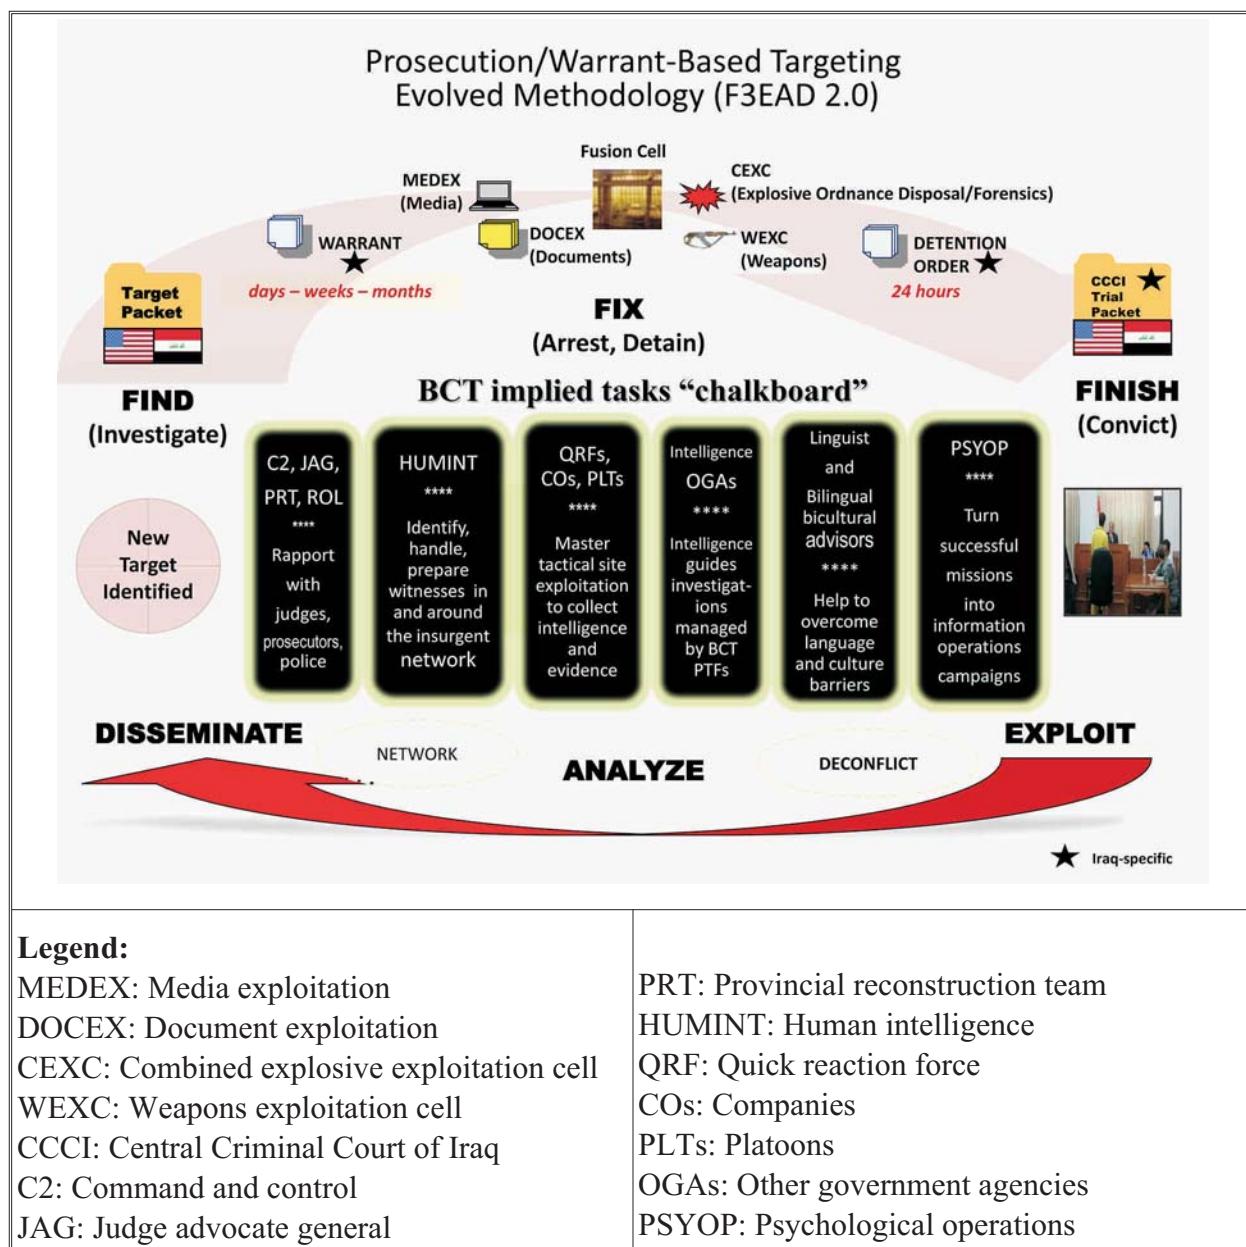 Prosecution/Warrant-Based Targeting
Evolved Methodology (F3EAD 2.0)
Fusion Cell
MEDEX
(Media)
CEXC
(Explosive Ordnance Disposal/Forensics)
WARRANT
DOCEX
(Documents)
WEXC
(Weapons)
DETENTION
ORDER
Target
Packet
days – weeks – months
24 hours
CCCI
Trial
Packet
FIX
(Arrest, Detain)
FIND
(Investigate)
FINISH
(Convict)
BCT implied tasks “chalkboard”
New
Target
Identified
C2, JAG,
PRT, ROL
****
Rapport
with
judges,
prosecutors,
police
HUMINT
****
Identify,
handle,
prepare
witnesses in
and around
the insurgent
network
QRFs,
COs, PLTs
****
Master
tactical site
exploitation
to collect
intelligence
and
evidence
Intelligence
OGAs
****
Intelligence
guides
investigat-
ions
managed
by BCT
PTFs
Linguist
and
Bilingual
bicultural
advisors
****
Help to
overcome
language
and culture
barriers
PSYOP
****
Turn
successful
missions
into
information
operations
campaigns
DISSEMINATE
NETWORK
ANALYZE
DECONFLICT
EXPLOIT
Iraq-specific
Legend:
MEDEX: Media exploitation
DOCEX: Document exploitation
CEXC: Combined explosive exploitation cell
WEXC: Weapons exploitation cell
CCCI: Central Criminal Court of Iraq
C2: Command and control
JAG: Judge advocate general
PRT: Provincial reconstruction team
HUMINT: Human intelligence
QRF: Quick reaction force
COs: Companies
PLTs: Platoons
OGAs: Other government agencies
PSYOP: Psychological operations